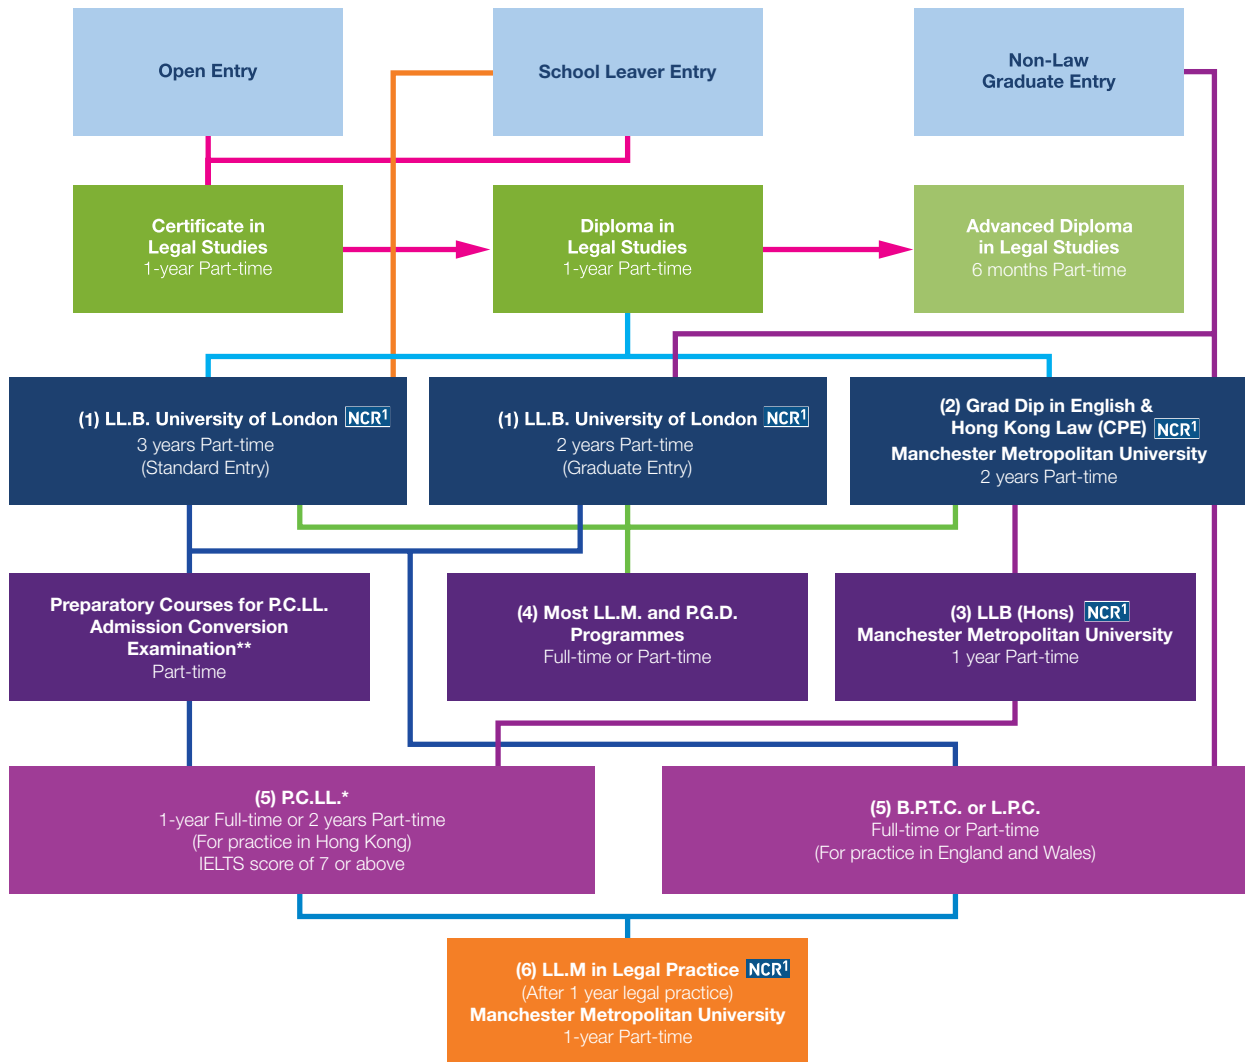 Open Entry
School Leaver Entry
Non-Law
Graduate Entry
Certificate in
Legal Studies
1-year Part-time
Diploma in
Legal Studies
1-year Part-time
Advanced Diploma
in Legal Studies
6 months Part-time
(1) LL.B. University of London NCR¹
3 years Part-time
(Standard Entry)
(1) LL.B. University of London NCR¹
2 years Part-time
(Graduate Entry)
(2) Grad Dip in English &
Hong Kong Law (CPE) NCR¹
Manchester Metropolitan University
2 years Part-time
Preparatory Courses for P.C.LL.
Admission Conversion
Examination**
Part-time
(4) Most LL.M. and P.G.D.
Programmes
Full-time or Part-time
(3) LLB (Hons) NCR¹
Manchester Metropolitan University
1 year Part-time
(5) P.C.LL.*
1-year Full-time or 2 years Part-time
(For practice in Hong Kong)
IELTS score of 7 or above
(5) B.P.T.C. or L.P.C.
Full-time or Part-time
(For practice in England and Wales)
(6) LL.M in Legal Practice NCR¹
(After 1 year legal practice)
Manchester Metropolitan University
1-year Part-time